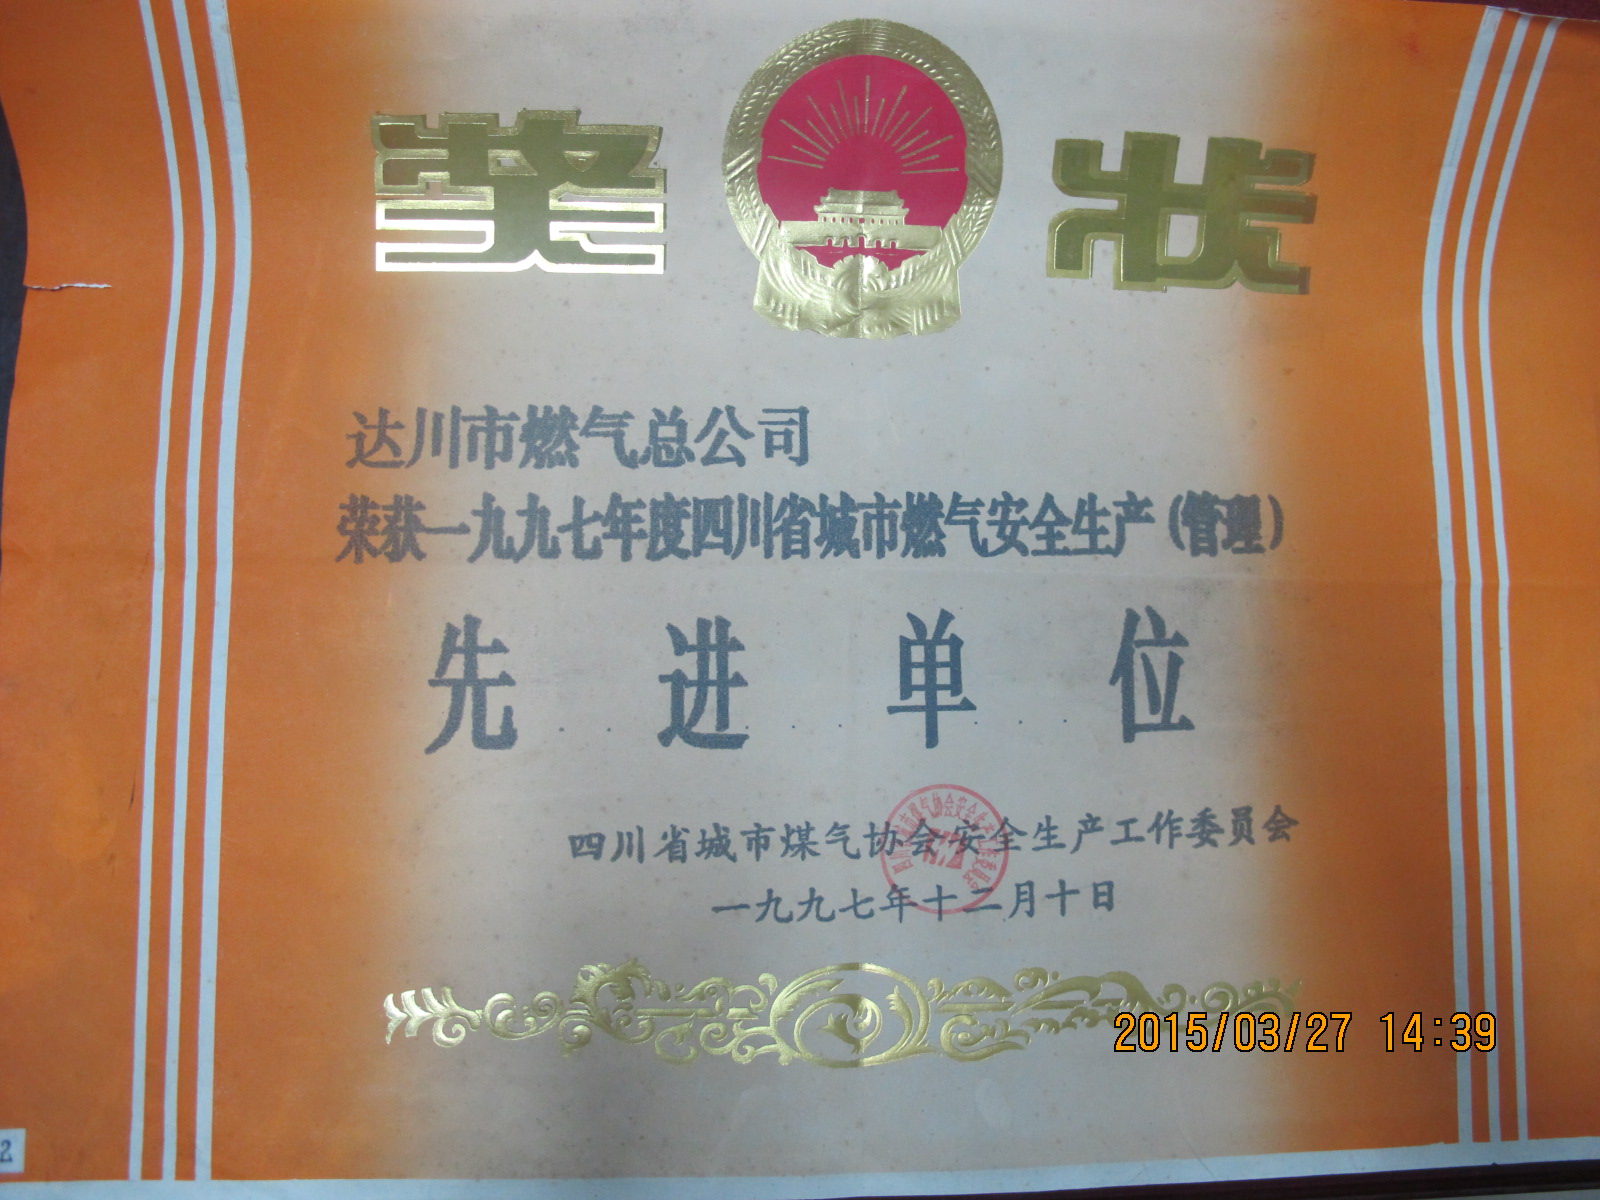 奖状
达川市燃气总公司
荣获一九九七年度四川省城市燃气安全生产(管理)
先进单位
四川省城市煤气协会安全生产工作委员会
一九九七年十二月十日
2015/03/27 14:39
2